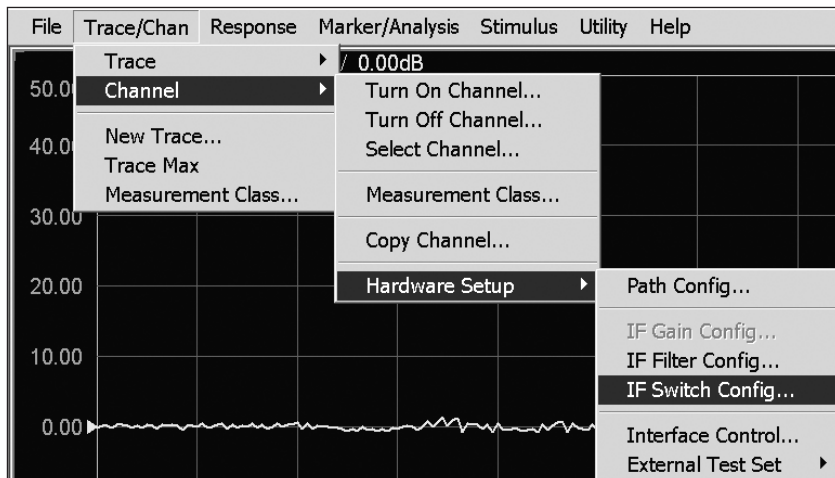 File Trace/Chan Response Marker/Analysis Stimulus Utility Help
Trace
Channel
New Trace...
Trace Max
Measurement Class...
/ 0.00dB
Turn On Channel...
Turn Off Channel...
Select Channel...
Measurement Class...
Copy Channel...
Hardware Setup
Path Config...
IF Gain Config...
IF Filter Config...
IF Switch Config...
Interface Control...
External Test Set
50.0
40.0
30.00
20.00
10.00
0.00